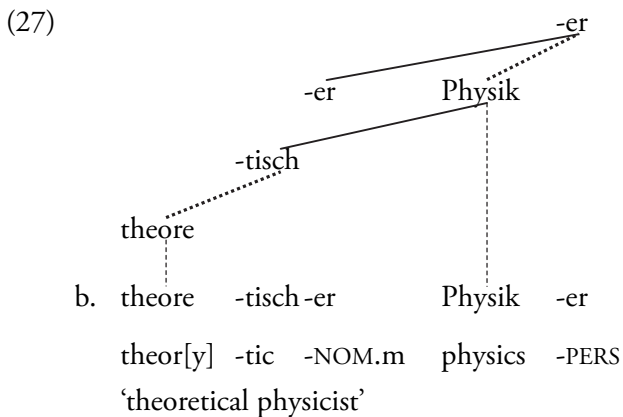 (27) -er
-er Physik
-tisch
theore
b. theore -tisch -er Physik -er
theor[y] -tic -NOM.m physics -PERS
‘theoretical physicist’